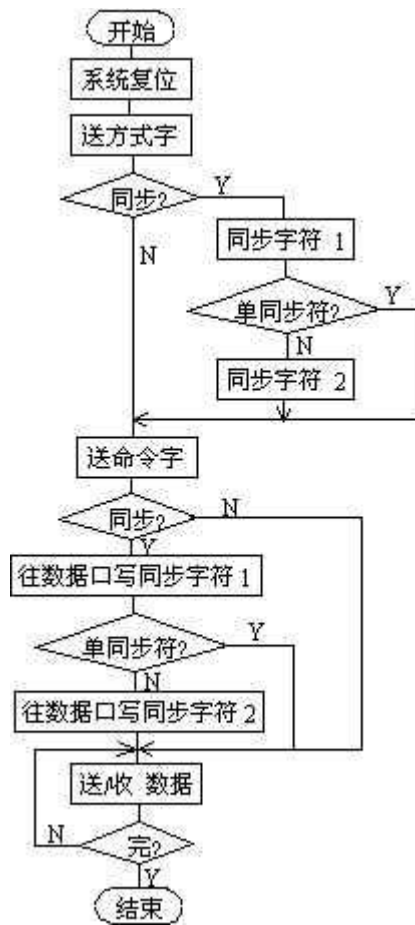 开始
系统复位
送方式字
同步?
Y
N
同步字符 1
单同步符?
Y
N
同步字符 2
送命令字
同步?
N
Y
往数据口写同步字符 1
单同步符?
Y
N
往数据口写同步字符 2
送/收 数据
N
完?
Y
结束